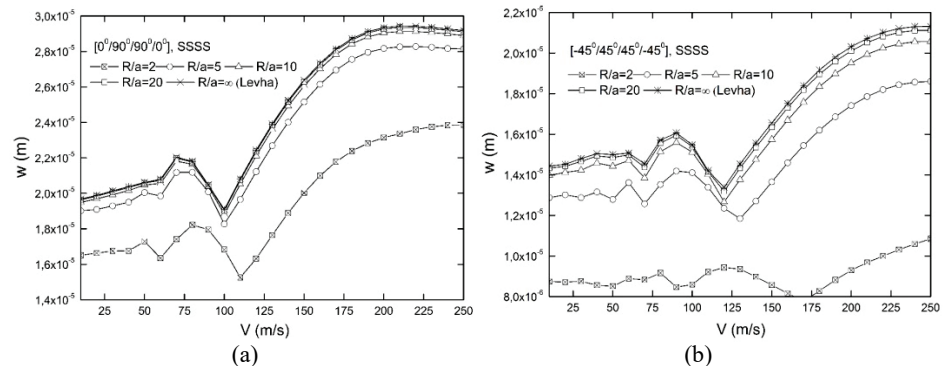 [0⁰/90⁰/90⁰/0⁰], SSSS
R/a=2 R/a=5 R/a=10
R/a=20 R/a=∞ (Levha)
w (m)
3,0x10⁻⁵
2,8x10⁻⁵
2,6x10⁻⁵
2,4x10⁻⁵
2,2x10⁻⁵
2,0x10⁻⁵
1,8x10⁻⁵
1,6x10⁻⁵
1,4x10⁻⁵
25 50 75 100 125 150 175 200 225 250
V (m/s)
(a)
[-45⁰/45⁰/45⁰/-45⁰], SSSS
R/a=2 R/a=5 R/a=10
R/a=20 R/a=∞ (Levha)
w (m)
2,2x10⁻⁵
2,0x10⁻⁵
1,8x10⁻⁵
1,6x10⁻⁵
1,4x10⁻⁵
1,2x10⁻⁵
1,0x10⁻⁵
8,0x10⁻⁶
25 50 75 100 125 150 175 200 225 250
V (m/s)
(b)